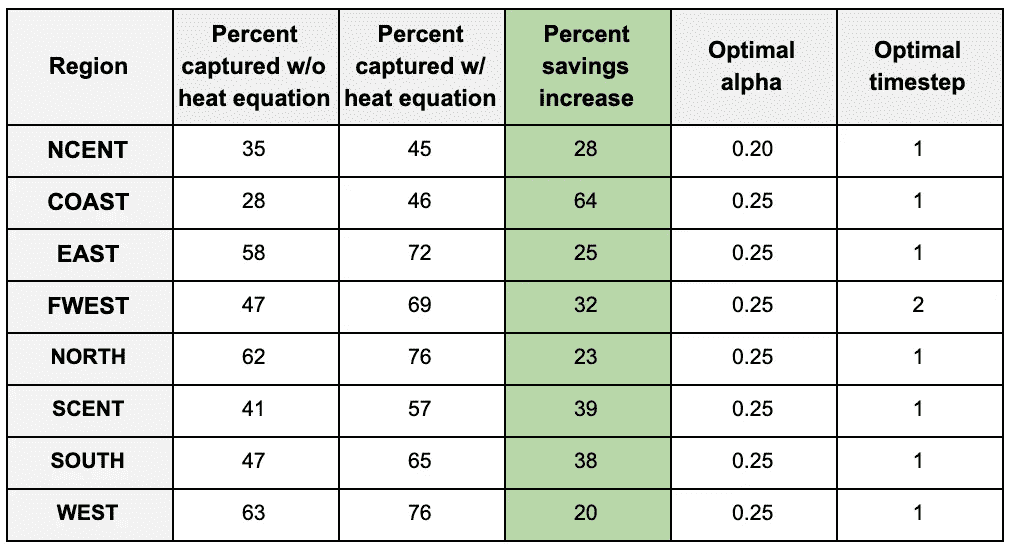 Region Percent captured w/o heat equation Percent captured w/ heat equation Percent savings increase Optimal alpha Optimal timestep
NCENT 35 45 28 0.20 1
COAST 28 46 64 0.25 1
EAST 58 72 25 0.25 1
FWEST 47 69 32 0.25 2
NORTH 62 76 23 0.25 1
SCENT 41 57 39 0.25 1
SOUTH 47 65 38 0.25 1
WEST 63 76 20 0.25 1